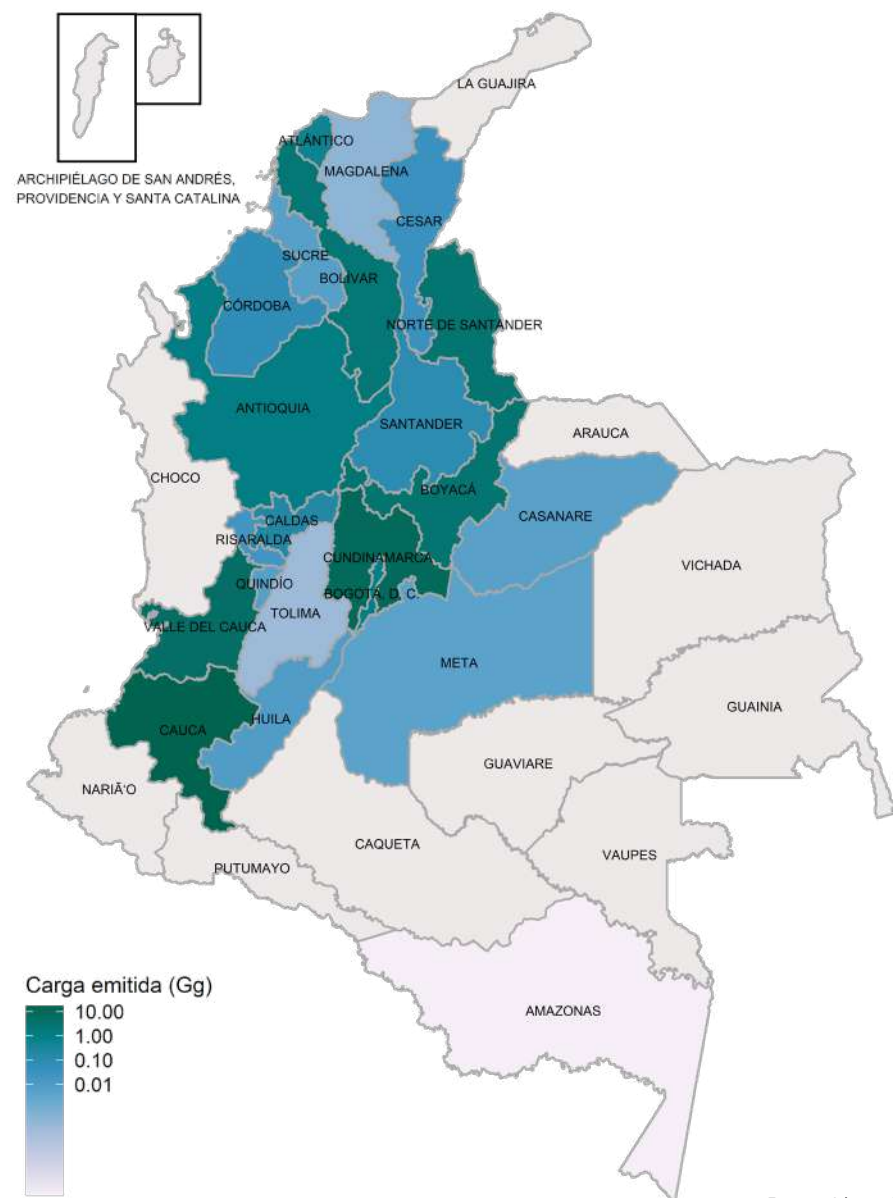 LA GUAJIRA
ATLÁNTICO
MAGDALENA
ARCHIPIÉLAGO DE SAN ANDRÉS,
PROVIDENCIA Y SANTA CATALINA
CESAR
SUCRE
BOLÍVAR
CÓRDOBA
NORTE DE SANTANDER
ANTIOQUIA
SANTANDER
ARAUCA
CHOCO
BOYACÁ
CASANARE
CALDAS
RISARALDA
CUNDINAMARCA
VICHADA
QUINDÍO
BOGOTÁ, D. C.
TOLIMA
VALLE DEL CAUCA
META
GUAINIA
HUILA
CAUCA
GUAVIARE
NARIÃ‘O
CAQUETA
VAUPES
PUTUMAYO
Carga emitida (Gg)
10.00
1.00
0.10
0.01
AMAZONAS